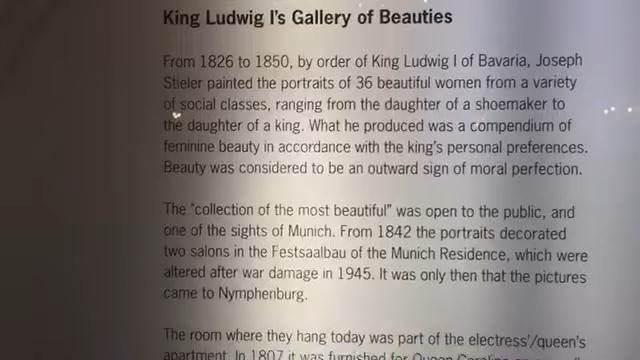 King Ludwig I's Gallery of Beauties
From 1826 to 1850, by order of King Ludwig I of Bavaria, Joseph
Stieler painted the portraits of 36 beautiful women from a variety
of social classes, ranging from the daughter of a shoemaker to
the daughter of a king. What he produced was a compendium of
feminine beauty in accordance with the king's personal preferences.
Beauty was considered to be an outward sign of moral perfection.
The "collection of the most beautiful" was open to the public, and
one of the sights of Munich. From 1842 the portraits decorated
two salons in the Festsaalbau of the Munich Residence, which were
altered after war damage in 1945. It was only then that the pictures
came to Nymphenburg.
The room where they hang today was part of the electress'/queen's
apartment. In 1807 it was furnished for Queen Caroline